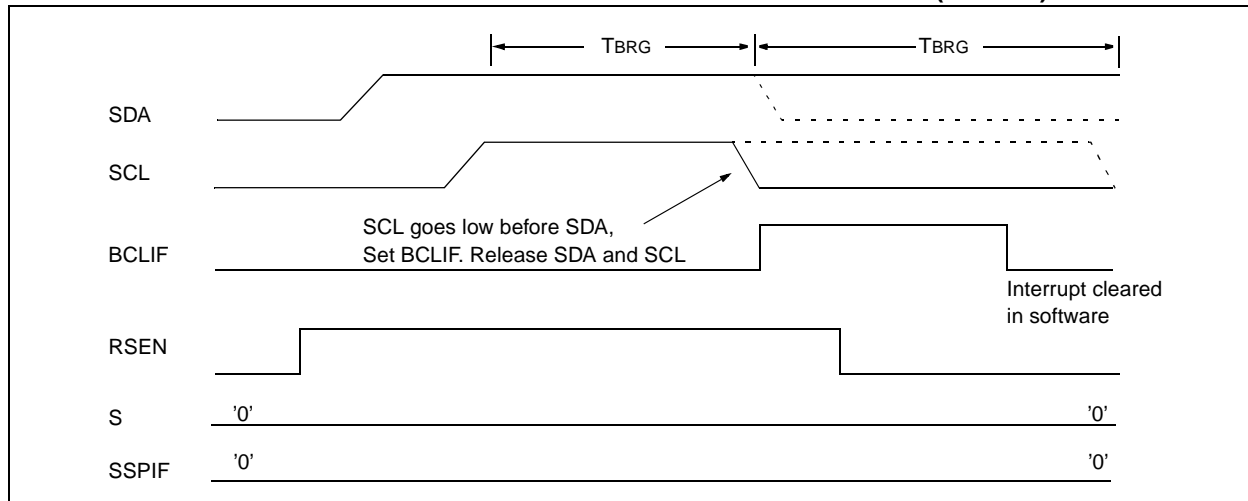 TBRG TBRG
SDA
SCL
SCL goes low before SDA,
Set BCLIF. Release SDA and SCL
BCLIF
Interrupt cleared
in software
RSEN
S '0' '0'
SSPIF '0' '0'